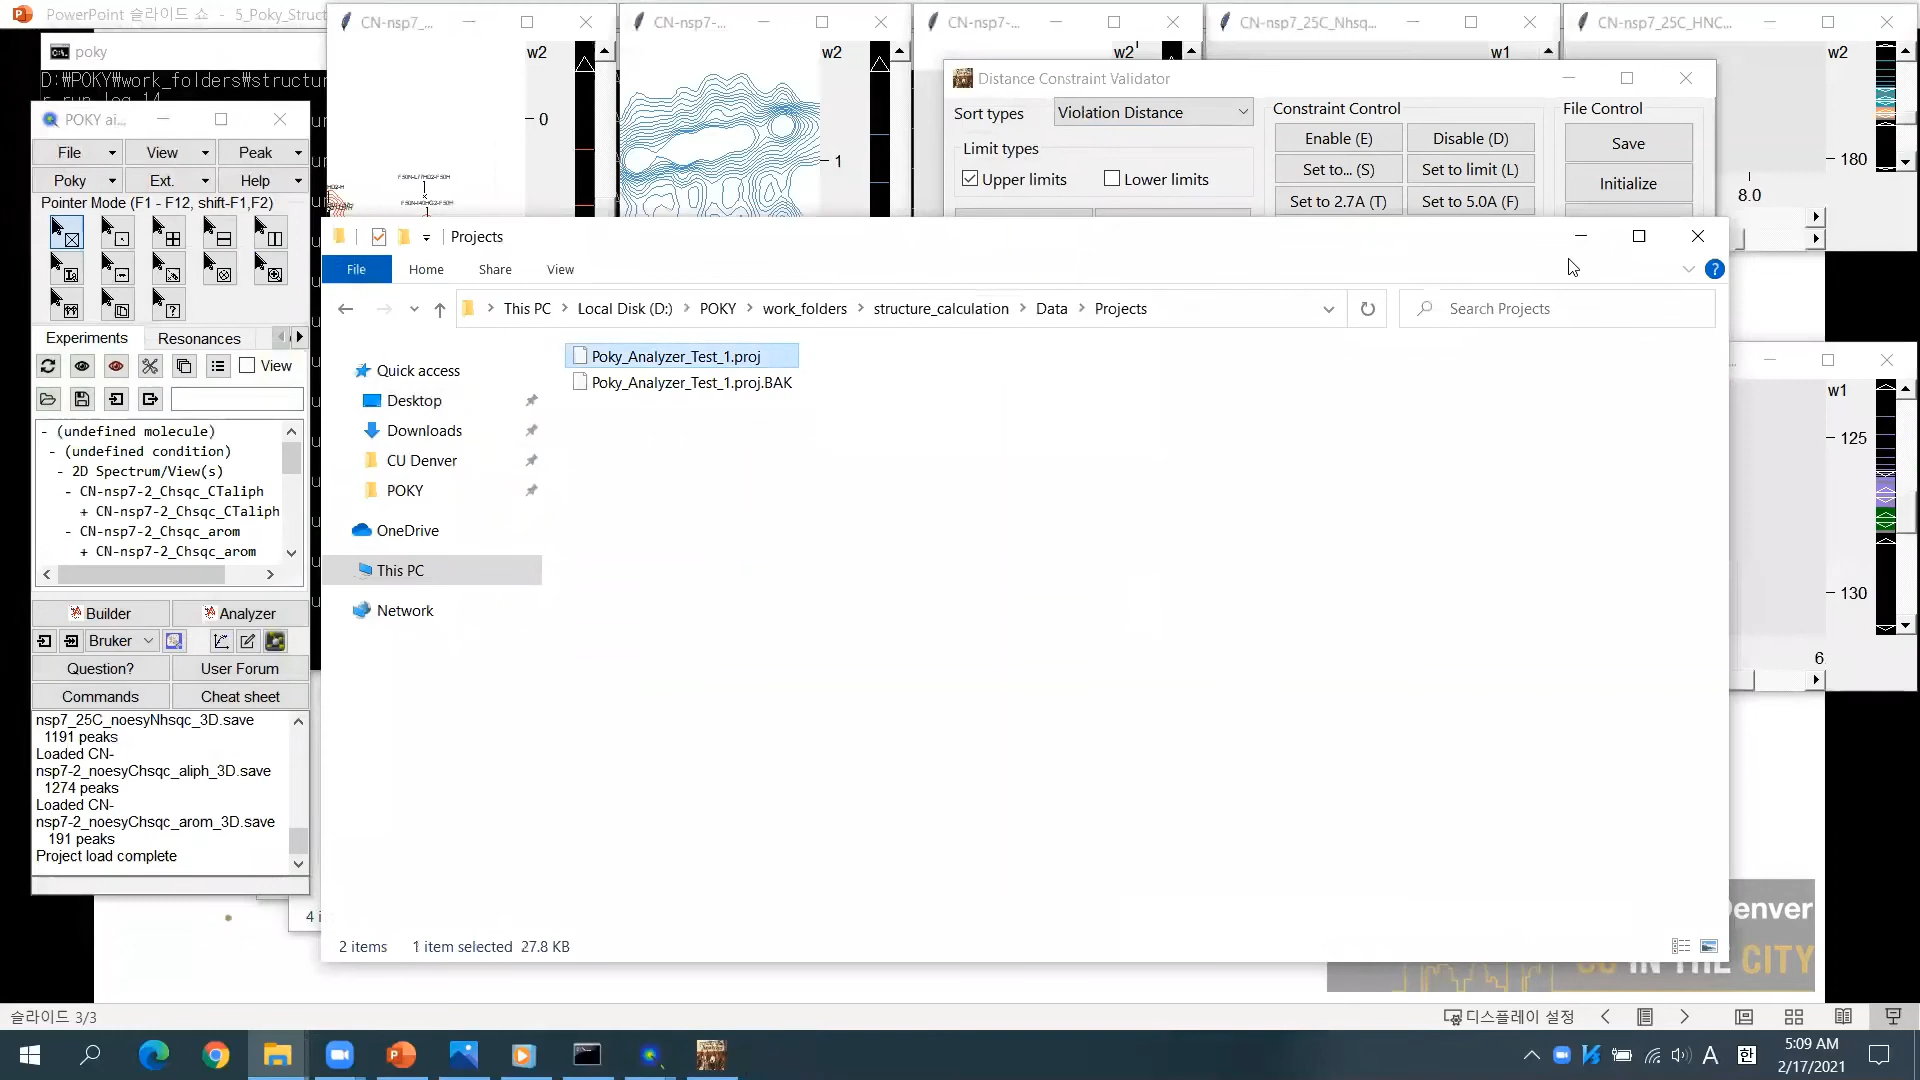 PowerPoint 슬라이드 쇼 - 5_Poky_Struct
CN-nsp7_...
CN-nsp7-...
CN-nsp7-...
CN-nsp7_25C_Nhsq...
CN-nsp7_25C_HNC...
poky
D:₩POKY₩work_folders₩structur
w2
w2
w2
w1
w2
0
1
180
8.0
Distance Constraint Validator
Sort types
Violation Distance
Limit types
Upper limits
Lower limits
Constraint Control
Enable (E)
Disable (D)
Set to... (S)
Set to limit (L)
Set to 2.7A (T)
Set to 5.0A (F)
File Control
Save
Initialize
POKY ai...
File
View
Peak
Poky
Ext.
Help
Pointer Mode (F1 - F12, shift-F1,F2)
Experiments
Resonances
View
- (undefined molecule)
- (undefined condition)
- 2D Spectrum/View(s)
- CN-nsp7-2_Chsqc_CTaliph
+ CN-nsp7-2_Chsqc_CTaliph
- CN-nsp7-2_Chsqc_arom
+ CN-nsp7-2_Chsqc_arom
Builder
Analyzer
Bruker
Question?
User Forum
Commands
Cheat sheet
nsp7_25C_noesyNhsqc_3D.save
1191 peaks
Loaded CN-
nsp7-2_noesyChsqc_aliph_3D.save
1274 peaks
Loaded CN-
nsp7-2_noesyChsqc_arom_3D.save
191 peaks
Project load complete
Projects
File
Home
Share
View
This PC
Local Disk (D:)
POKY
work_folders
structure_calculation
Data
Projects
Search Projects
Quick access
Desktop
Downloads
CU Denver
POKY
OneDrive
This PC
Network
Poky_Analyzer_Test_1.proj
Poky_Analyzer_Test_1.proj.BAK
2 items
1 item selected 27.8 KB
4 i
w1
125
130
6
Denver
IN THE CITY
슬라이드 3/3
디스플레이 설정
A
한
5:09 AM
2/17/2021